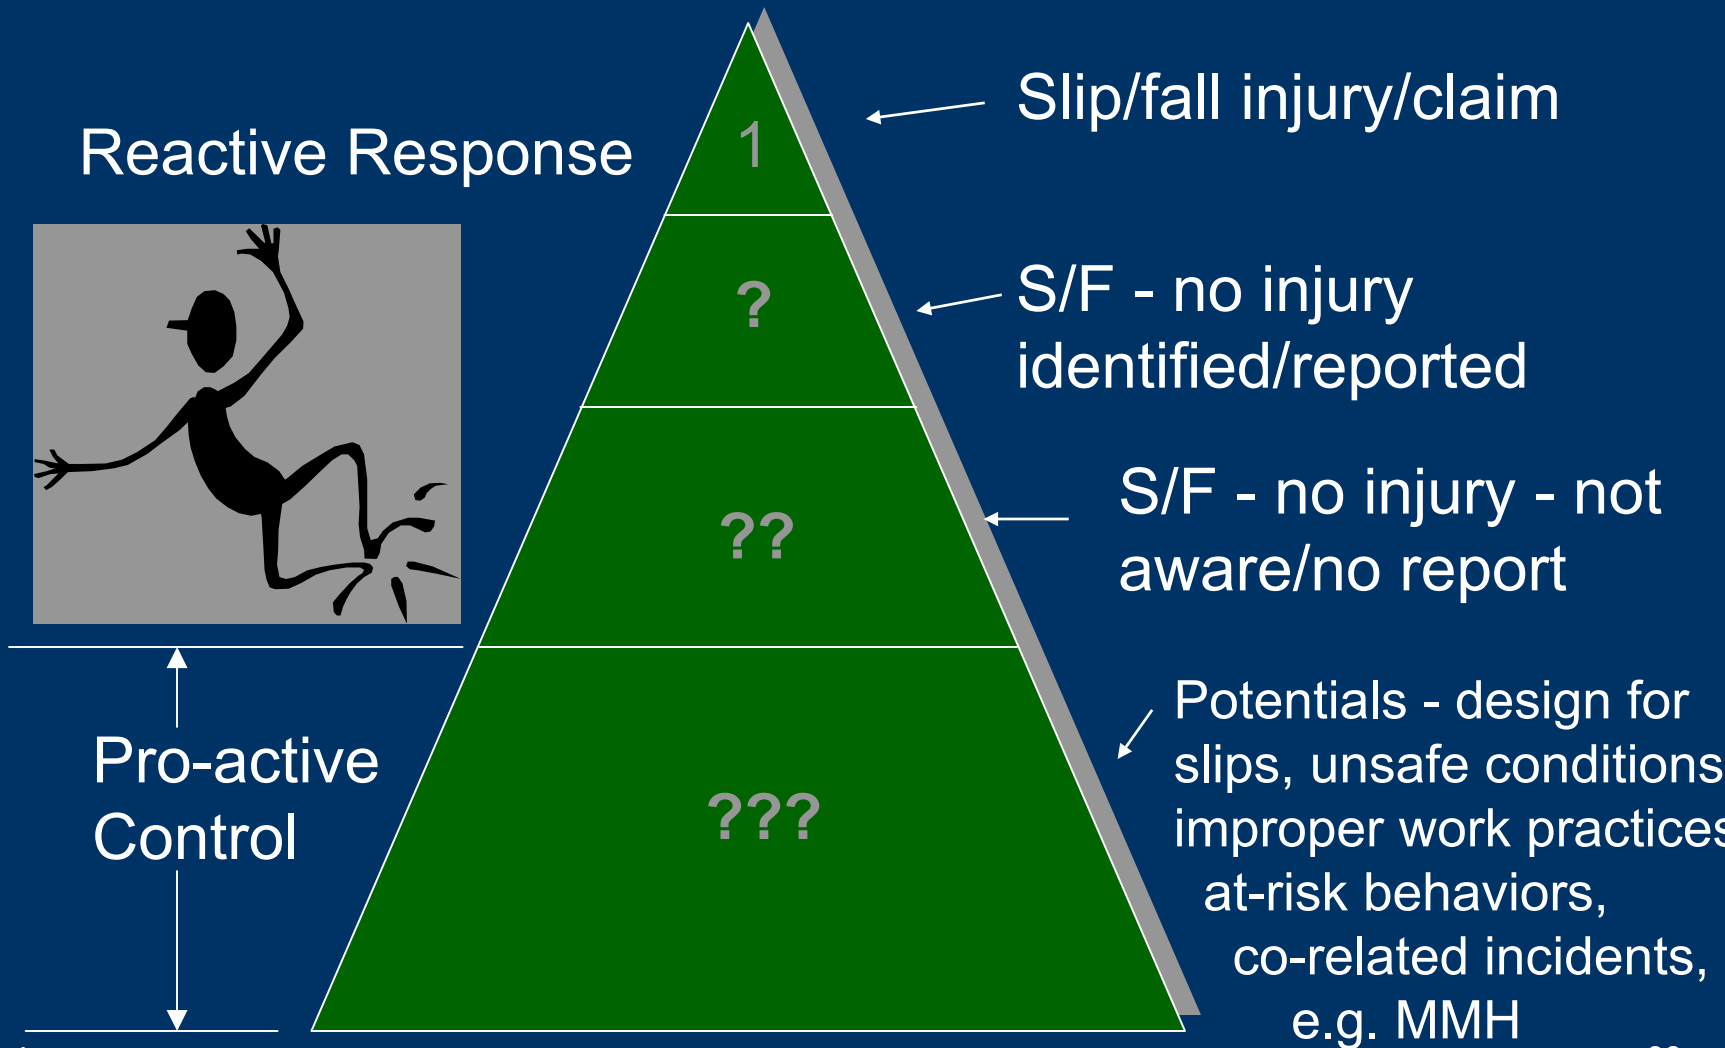 Slip/fall injury/claim
Reactive Response
1
S/F - no injury
identified/reported
?
S/F - no injury - not
aware/no report
??
Potentials - design for
slips, unsafe conditions
improper work practices
at-risk behaviors,
co-related incidents,
e.g. MMH
Pro-active
Control
???